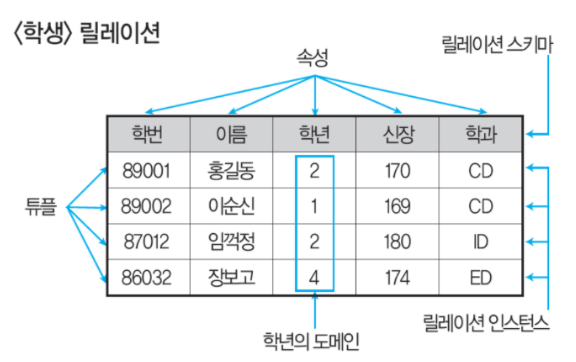 〈학생〉 릴레이션
릴레이션 스키마
속성
학번 이름 학년 신장 학과
89001 홍길동 2 170 CD
89002 이순신 1 169 CD
튜플
87012 임꺽정 2 180 ID
86032 장보고 4 174 ED
릴레이션 인스턴스
학년의 도메인